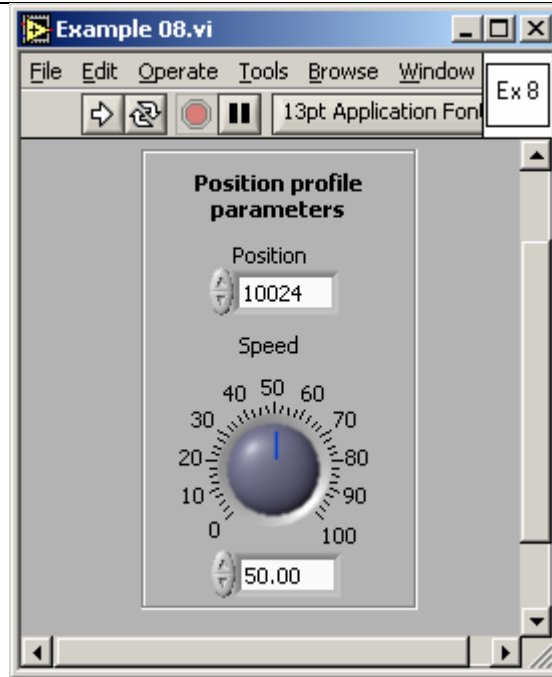 Example 08.vi
File Edit Operate Tools Browse Window
Ex 8
13pt Application Font
Position profile
parameters
Position
10024
Speed
0 10 20 30 40 50 60 70 80 90 100
50.00